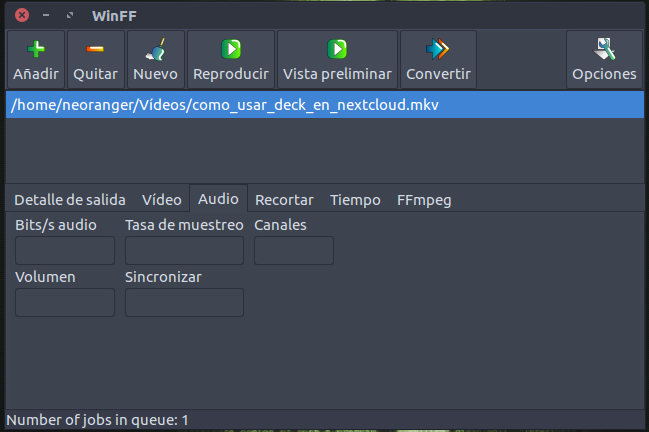 WinFF
Añadir Quitar Nuevo Reproducir Vista preliminar Convertir Opciones
/home/neoranger/Vídeos/como_usar_deck_en_nextcloud.mkv
Detalle de salida Vídeo Audio Recortar Tiempo FFmpeg
Bits/s audio Tasa de muestreo Canales
Volumen Sincronizar
Number of jobs in queue: 1